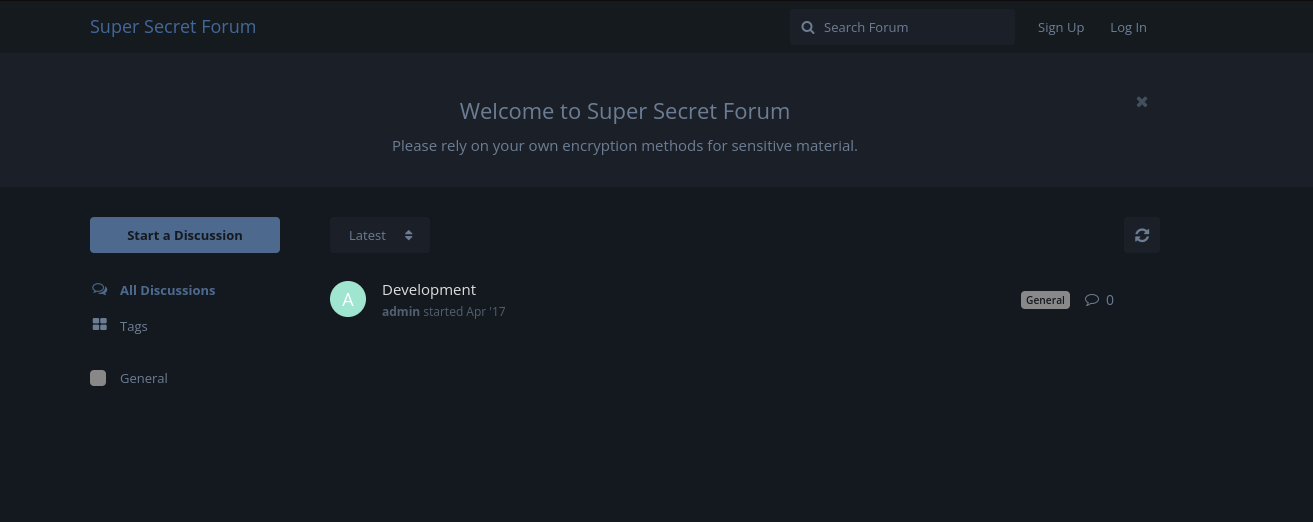 Super Secret Forum
Search Forum
Sign Up
Log In
Welcome to Super Secret Forum
Please rely on your own encryption methods for sensitive material.
Start a Discussion
Latest
All Discussions
Tags
General
A
Development
admin started Apr '17
General
0